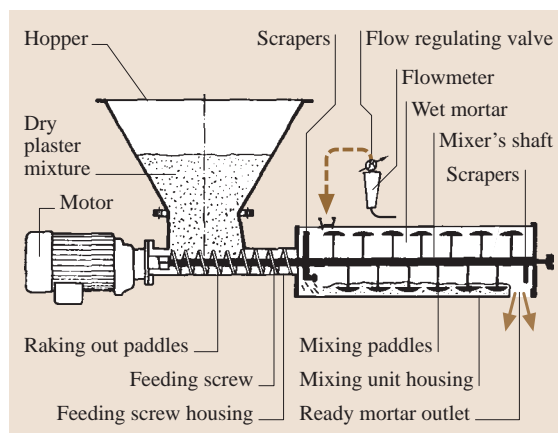 Hopper
Scrapers
Flow regulating valve
Flowmeter
Wet mortar
Mixer's shaft
Scrapers
Dry
plaster
mixture
Motor
Raking out paddles
Feeding screw
Feeding screw housing
Mixing paddles
Mixing unit housing
Ready mortar outlet